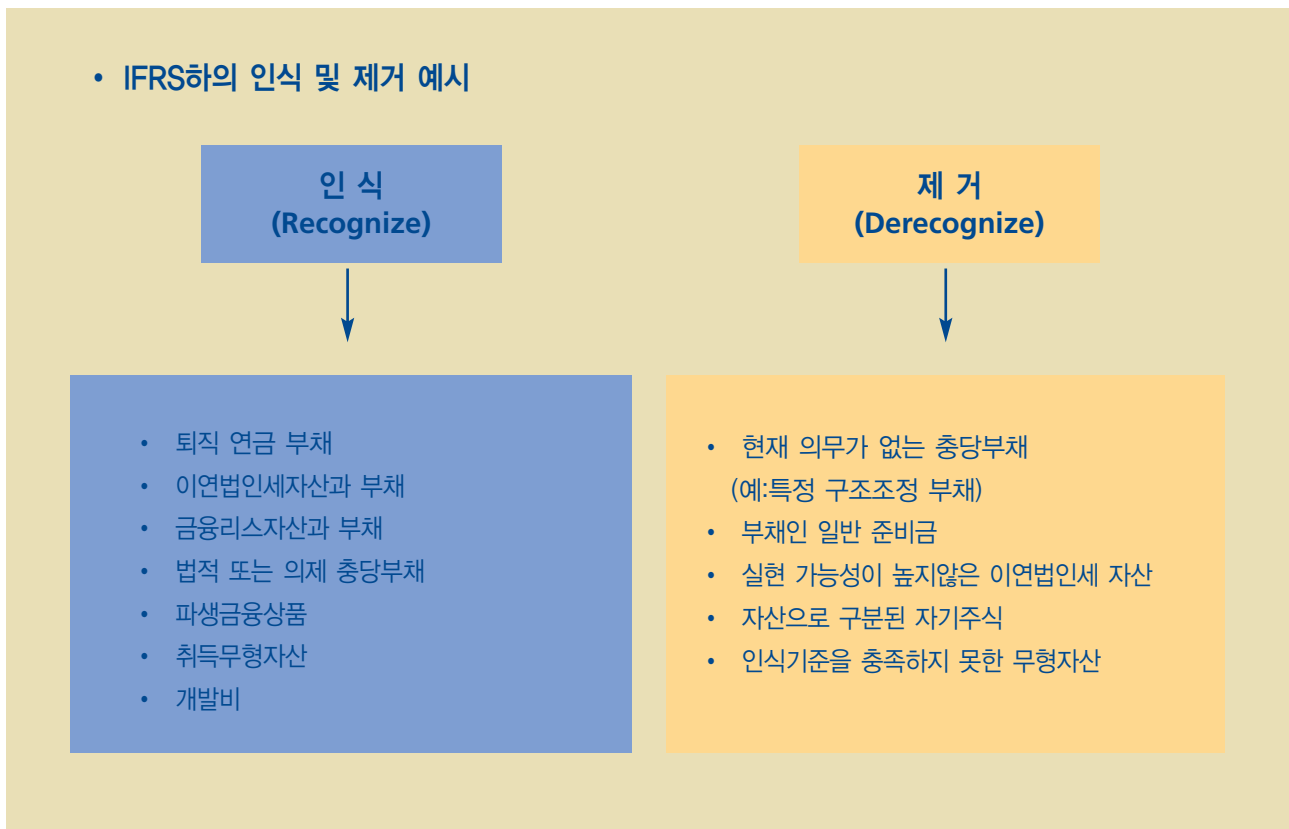 • IFRS하의 인식 및 제거 예시
인 식
(Recognize)
• 퇴직 연금 부채
• 이연법인세자산과 부채
• 금융리스자산과 부채
• 법적 또는 의제 충당부채
• 파생금융상품
• 취득무형자산
• 개발비
제 거
(Derecognize)
• 현재 의무가 없는 충당부채
(예:특정 구조조정 부채)
• 부채인 일반 준비금
• 실현 가능성이 높지않은 이연법인세 자산
• 자산으로 구분된 자기주식
• 인식기준을 충족하지 못한 무형자산